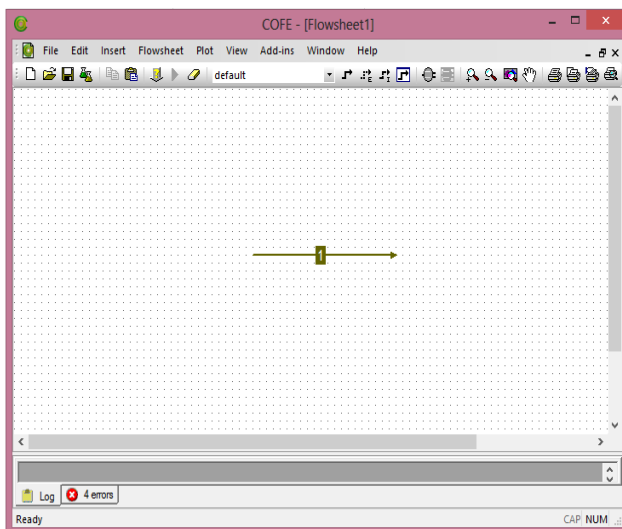 COFE - [Flowsheet1]
File Edit Insert Flowsheet Plot View Add-ins Window Help
default
1
Log 4 errors
Ready CAP NUM